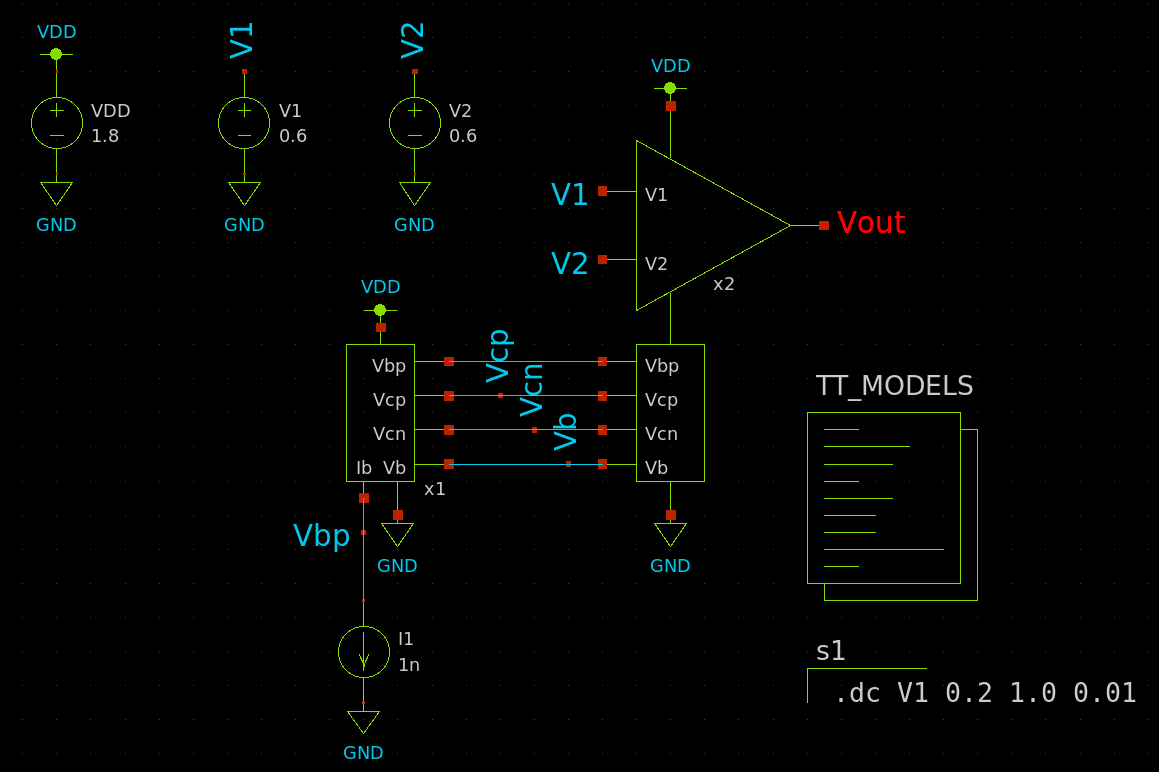 VDD
V1
V2
VDD
1.8
V1
0.6
V2
0.6
GND
GND
GND
VDD
V1
V1
V2
V2
x2
Vout
VDD
Vbp
Vcp
Vcn
Ib Vb
x1
Vcp
Vcn
Vb
Vbp
Vcp
Vcn
Vb
Vbp
GND
GND
I1
1n
GND
TT_MODELS
s1
.dc V1 0.2 1.0 0.01